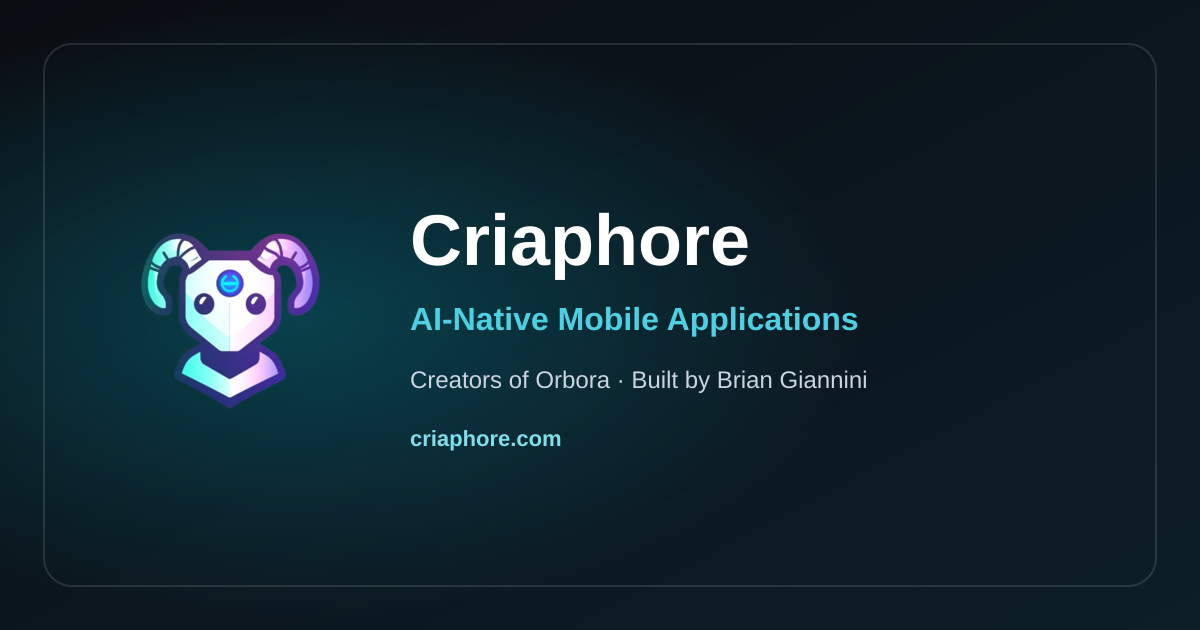 Criaphore
AI-Native Mobile Applications
Creators of Orbora · Built by Brian Giannini
criaphore.com